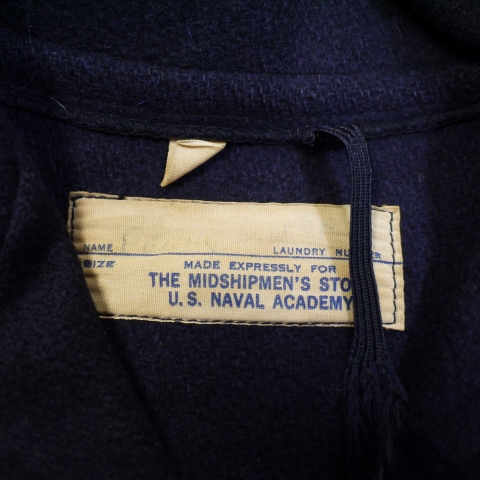 NAME LAUNDRY NU
SIZE MADE EXPRESSLY FOR
THE MIDSHIPMEN'S STO
U. S. NAVAL ACADEMY